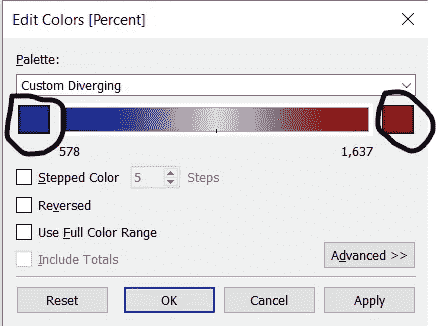 Edit Colors [Percent]
Palette:
Custom Diverging
578 1,637
Stepped Color 5 Steps
Reversed
Use Full Color Range
Include Totals
Advanced >>
Reset OK Cancel Apply